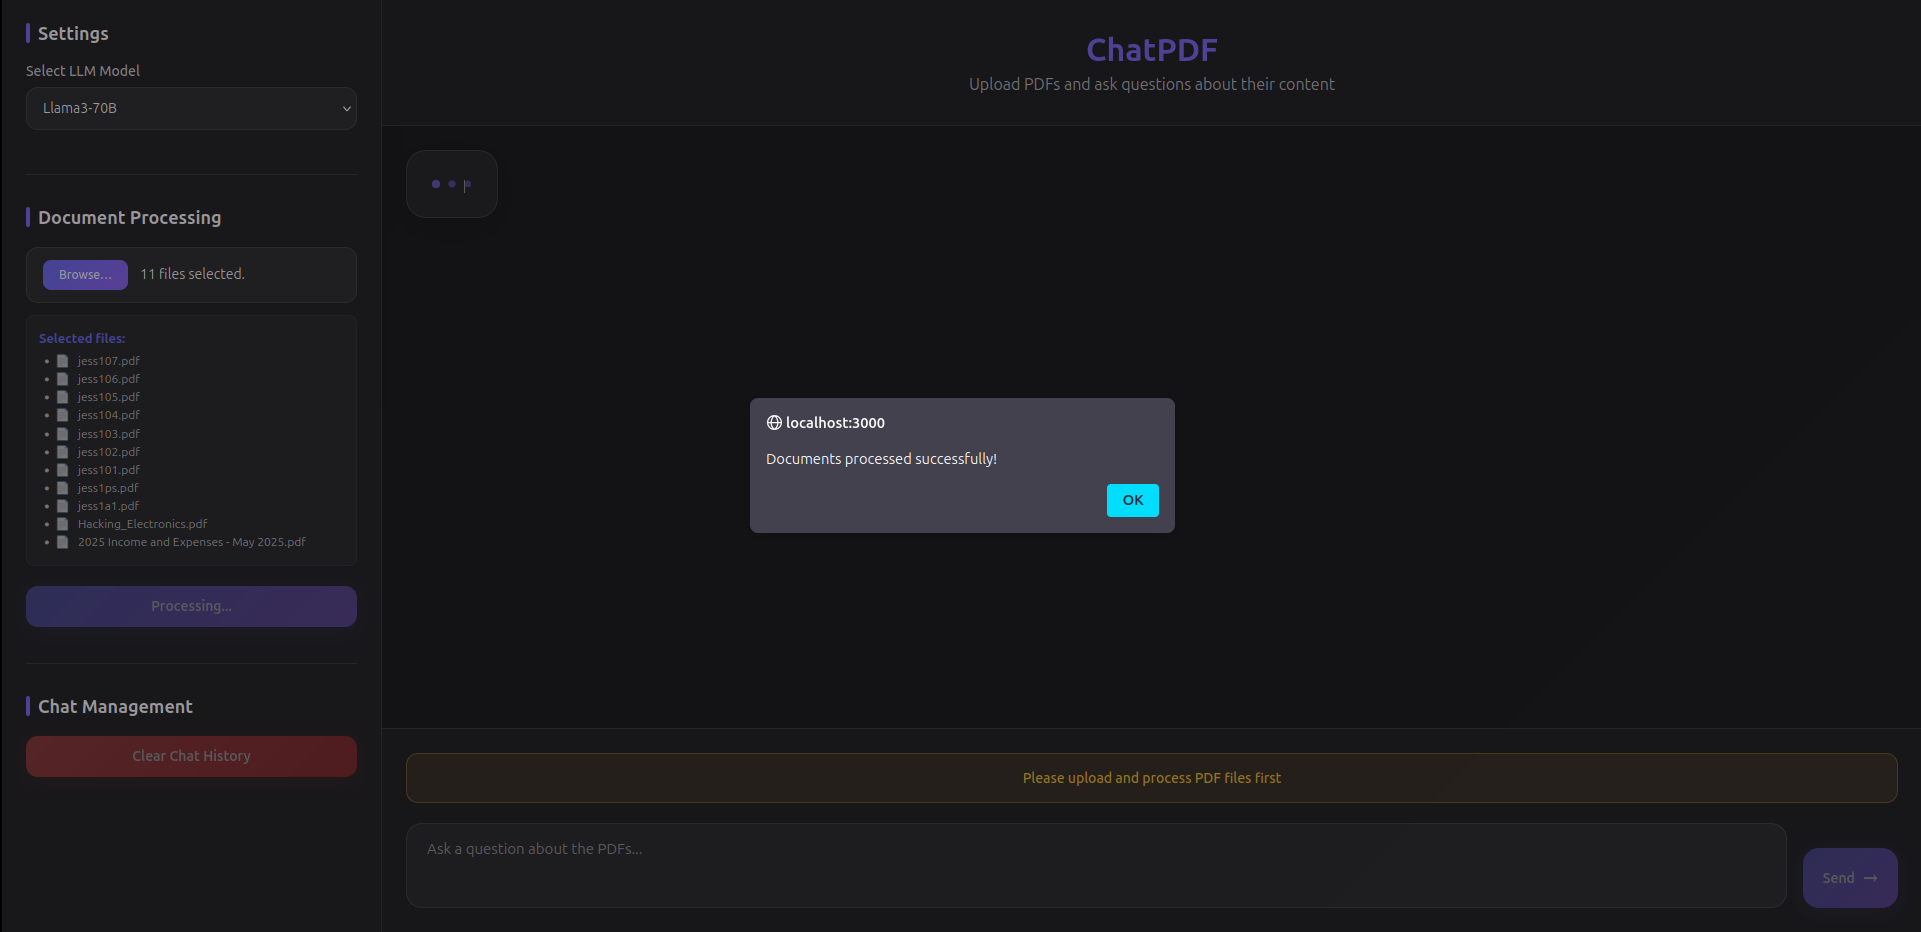 Settings
Select LLM Model
Llama3-70B
Document Processing
Browse... 11 files selected.
Selected files:
jess107.pdf
jess106.pdf
jess105.pdf
jess104.pdf
jess103.pdf
jess102.pdf
jess101.pdf
jess1ps.pdf
jess1a1.pdf
Hacking_Electronics.pdf
2025 Income and Expenses - May 2025.pdf
Processing...
Chat Management
Clear Chat History
ChatPDF
Upload PDFs and ask questions about their content
localhost:3000
Documents processed successfully!
OK
Please upload and process PDF files first
Ask a question about the PDFs...
Send →